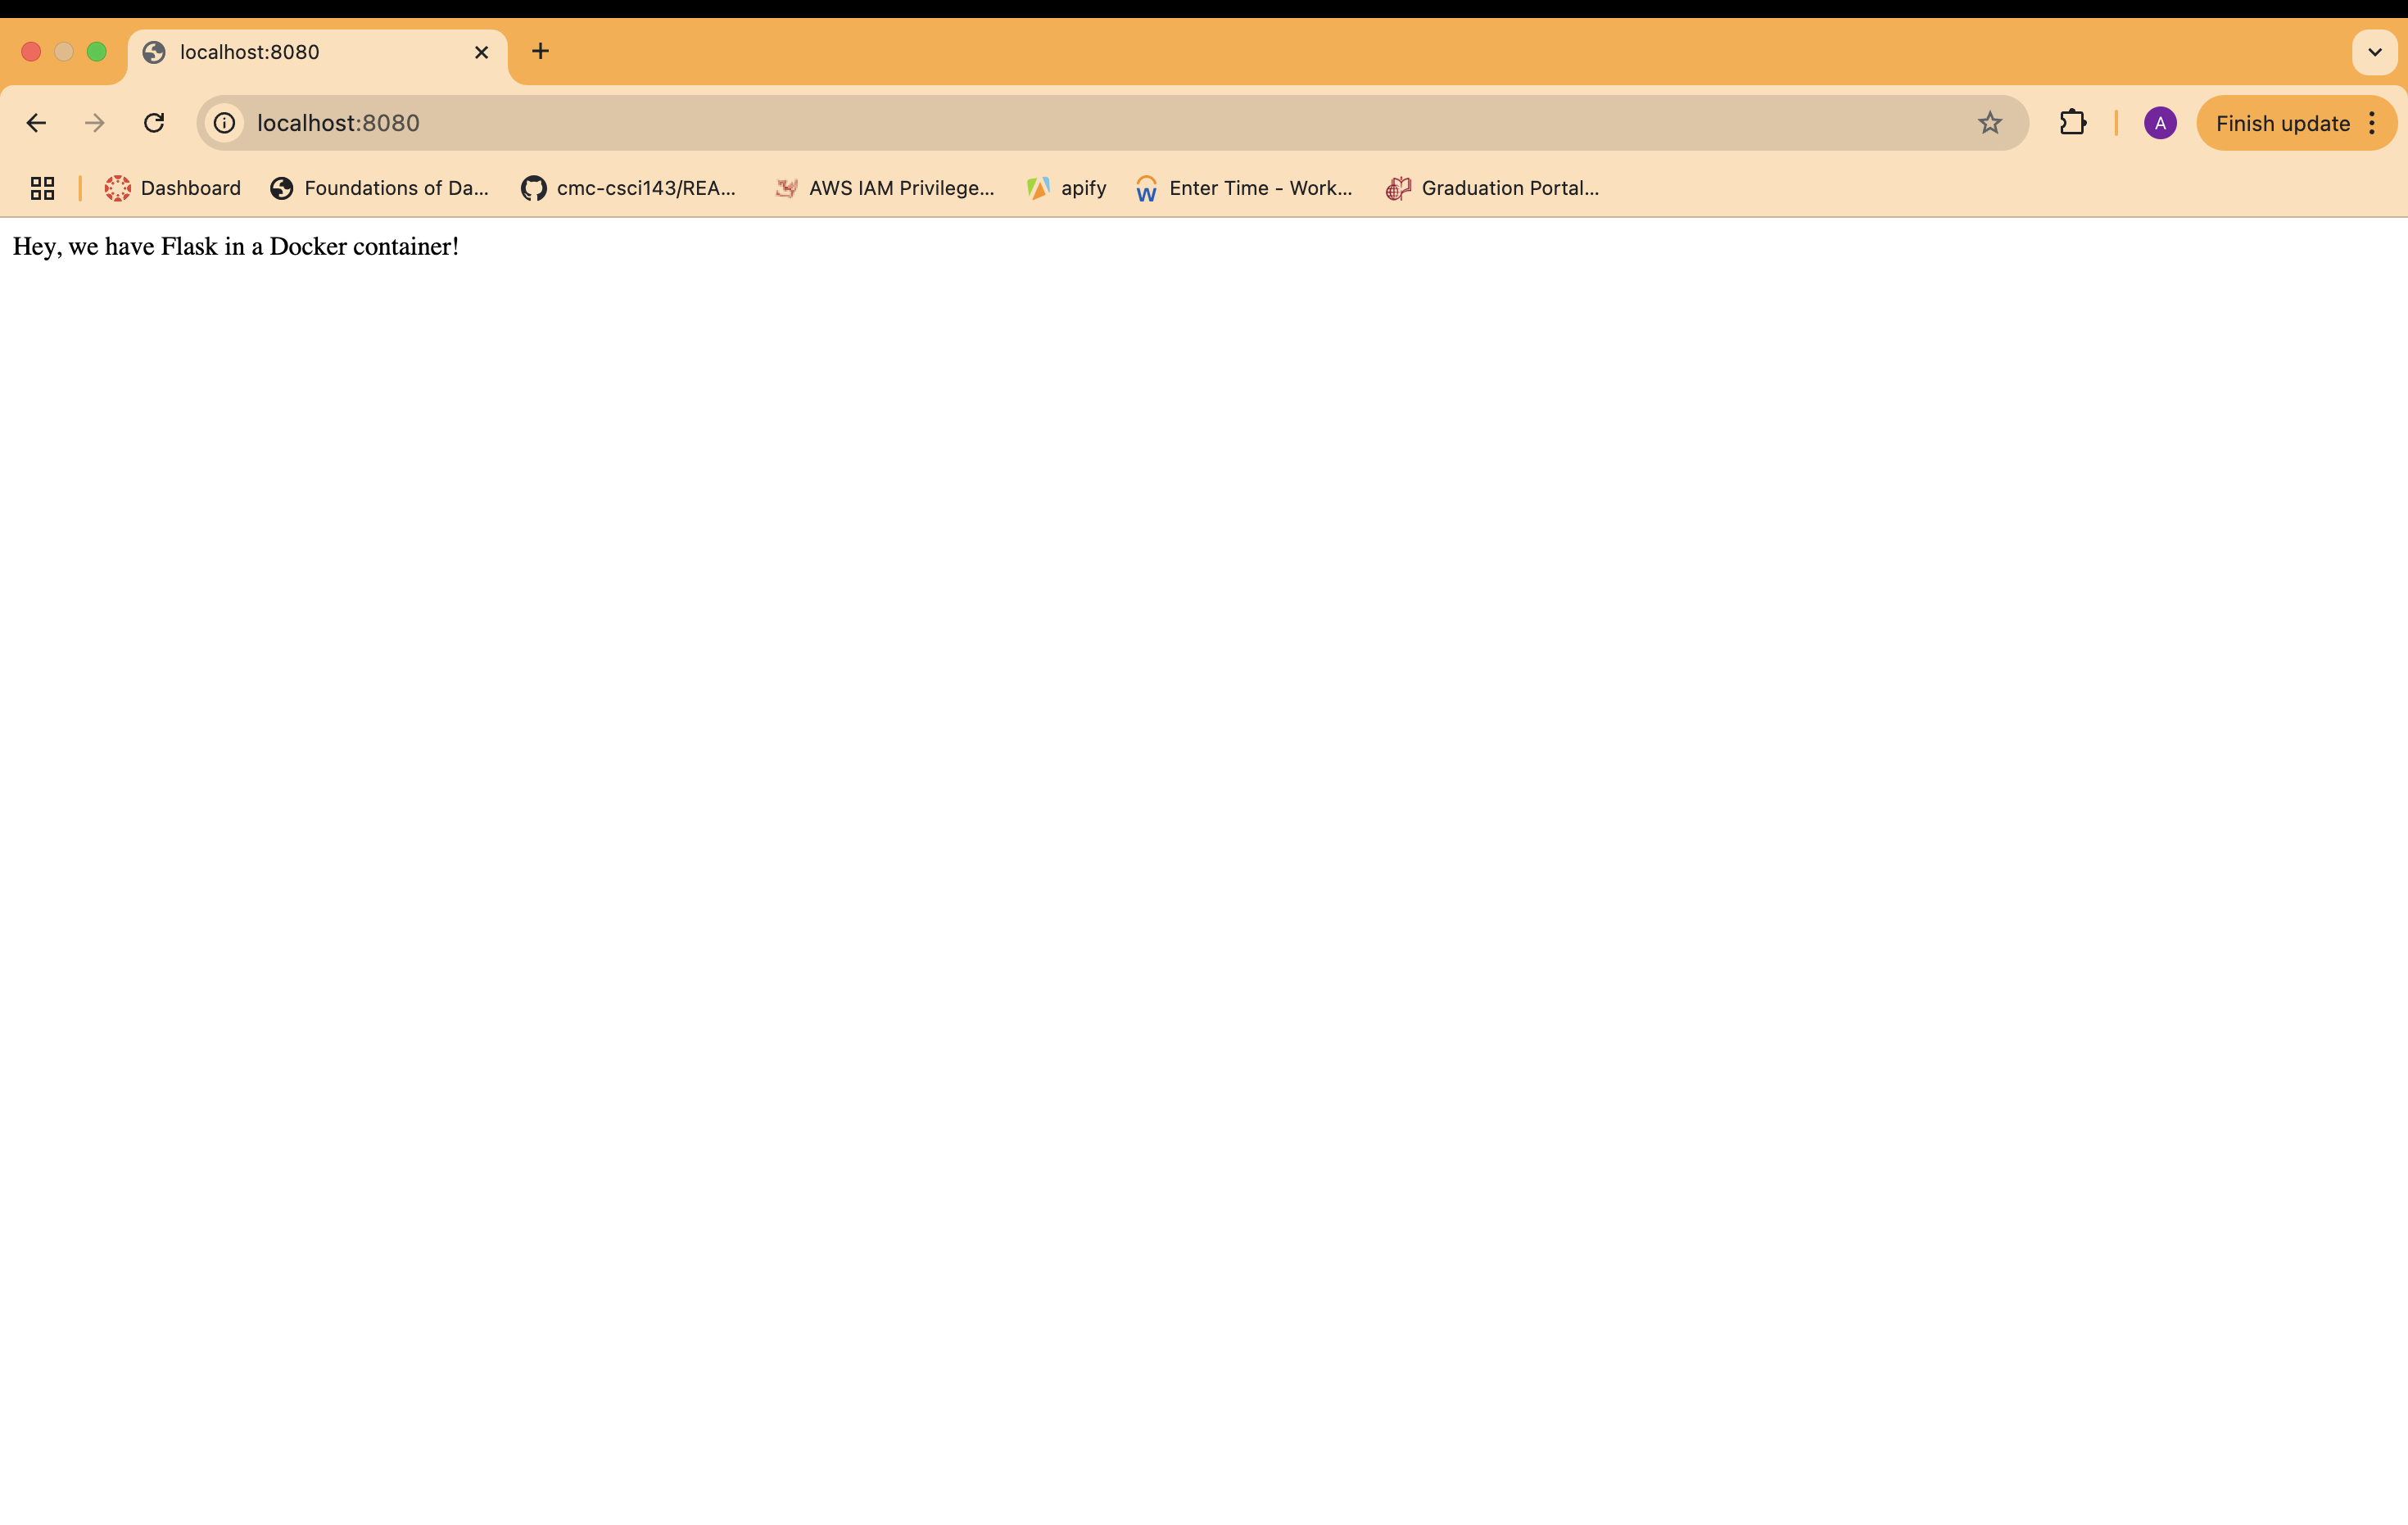 localhost:8080
localhost:8080
A
Finish update
Dashboard
Foundations of Da...
cmc-csci143/REA...
AWS IAM Privilege...
apify
Enter Time - Work...
Graduation Portal...
Hey, we have Flask in a Docker container!